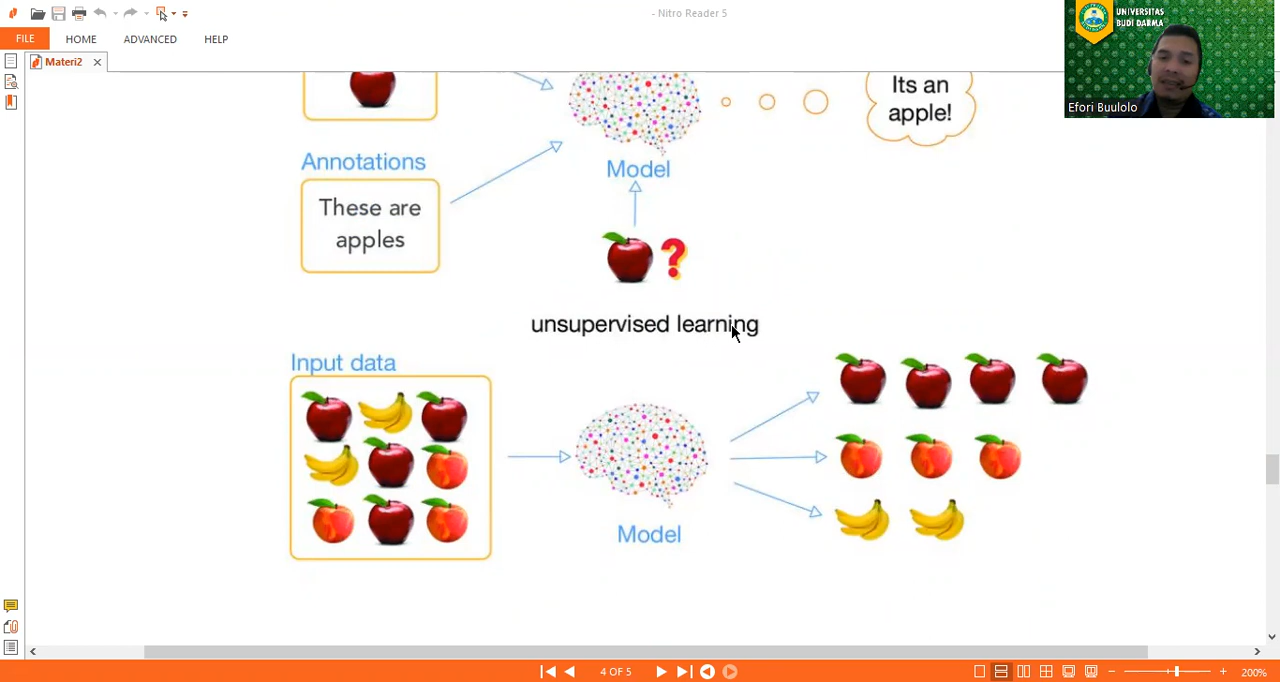 - Nitro Reader 5
FILE
HOME
ADVANCED
HELP
Materi2
UNIVERSITAS
BUDI DARMA
Efori Buulolo
Its an
apple!
Annotations
Model
These are
apples
?
unsupervised learning
Input data
Model
4 OF 5
200%